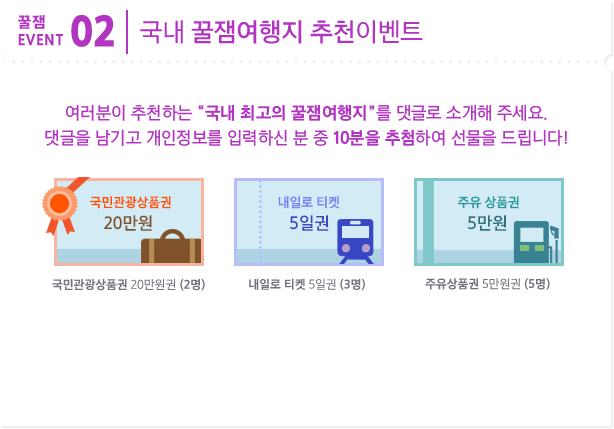 꿀잼
EVENT 02 국내 꿀잼여행지 추천이벤트
여러분이 추천하는 "국내 최고의 꿀잼여행지"를 댓글로 소개해 주세요.
댓글을 남기고 개인정보를 입력하신 분 중 10분을 추첨하여 선물을 드립니다!
국민관광상품권
20만원
내일로 티켓
5일권
주유 상품권
5만원
국민관광상품권 20만원권 (2명)
내일로 티켓 5일권 (3명)
주유상품권 5만원권 (5명)